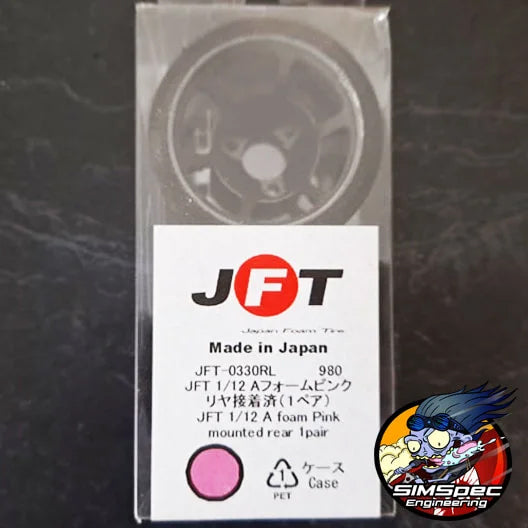 JFT
Japan Foam Tire
Made in Japan
JFT-0330RL 980
JFT 1/12 Aフォームピンク
リヤ接着済(1ペア)
JFT 1/12 A foam Pink
mounted rear 1pair
1
PET
ケース
Case
SIMSpec
Engineering